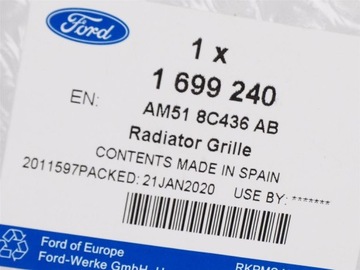 Ford
1 x
1 699 240
EN:
AM51 8C436 AB
Radiator Grille
CONTENTS MADE IN SPAIN
2011597PACKED: 21JAN2020 USE BY: *******
Ford of Europe
Ford-Werke GmbH,